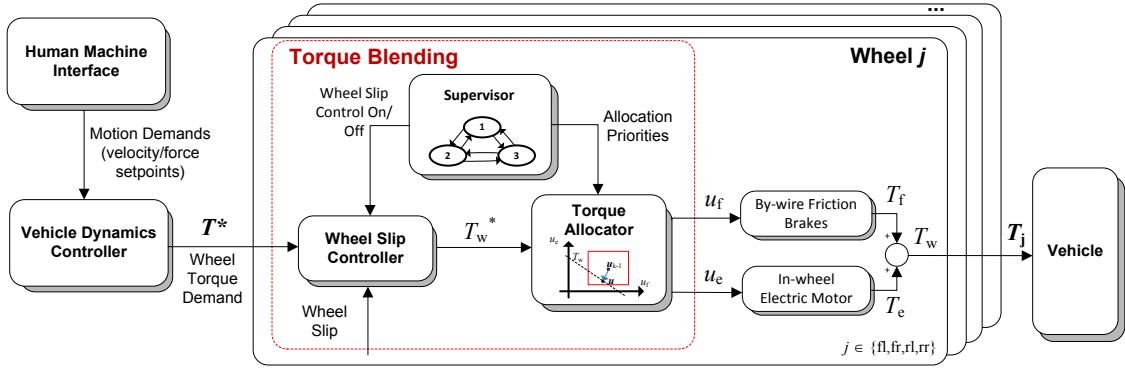 Human Machine
Interface
Motion Demands
(velocity/force
setpoints)
Vehicle Dynamics
Controller
T*
Wheel
Torque
Demand
...
Torque Blending
Wheel j
Wheel Slip
Control On/
Off
Supervisor
1
2
3
Allocation
Priorities
Wheel Slip
Controller
Wheel
Slip
T_w^*
Torque
Allocator
u_e
T_w
u_{k-1}
u
u_f
u_f
u_e
By-wire Friction
Brakes
In-wheel
Electric Motor
T_f
+
+
T_w
T_e
T_j
j ∈ {fl,fr,rl,rr}
Vehicle